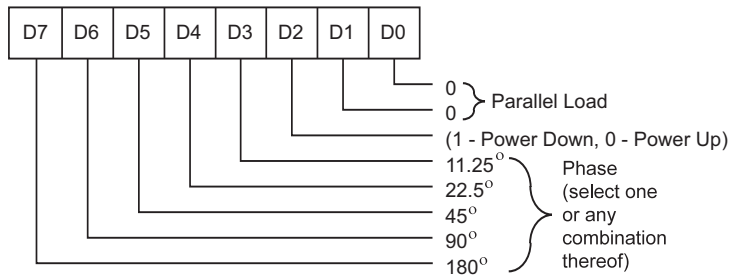 D7 D6 D5 D4 D3 D2 D1 D0
0
0
Parallel Load
(1 - Power Down, 0 - Power Up)
11.25°
22.5°
45°
90°
180°
Phase
(select one
or any
combination
thereof)